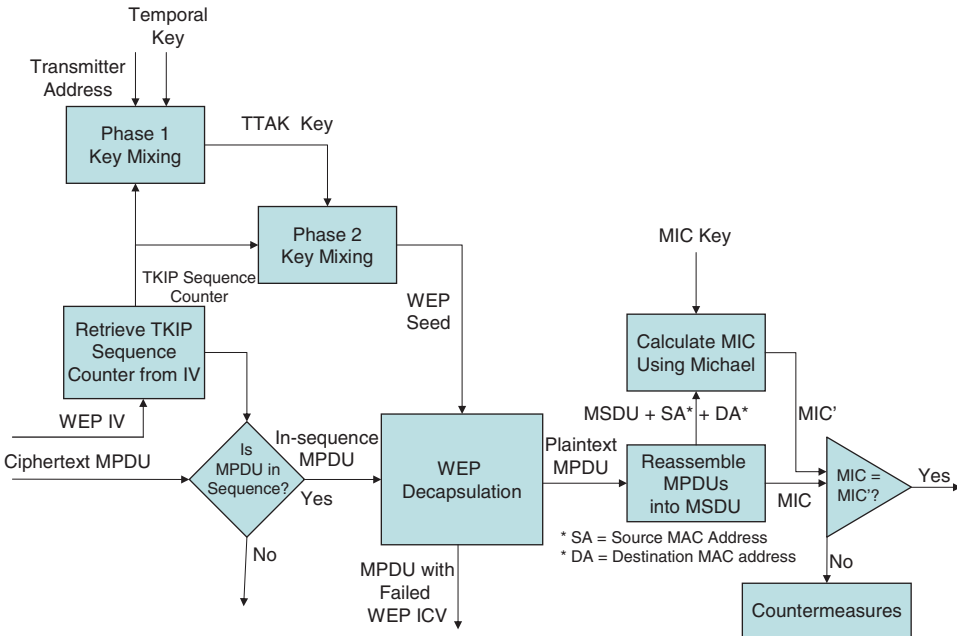 Temporal
Key
Transmitter
Address
Phase 1
Key Mixing
TTAK Key
Phase 2
Key Mixing
MIC Key
TKIP Sequence
Counter
WEP
Seed
Retrieve TKIP
Sequence
Counter from IV
Calculate MIC
Using Michael
WEP IV
MSDU + SA* + DA*
MIC’
Ciphertext MPDU
Is
MPDU in
Sequence?
In-sequence
MPDU
Yes
WEP
Decapsulation
Plaintext
MPDU
Reassemble
MPDUs
into MSDU
MIC
MIC =
MIC’?
Yes
* SA = Source MAC Address
* DA = Destination MAC address
No
MPDU with
Failed
WEP ICV
No
Countermeasures